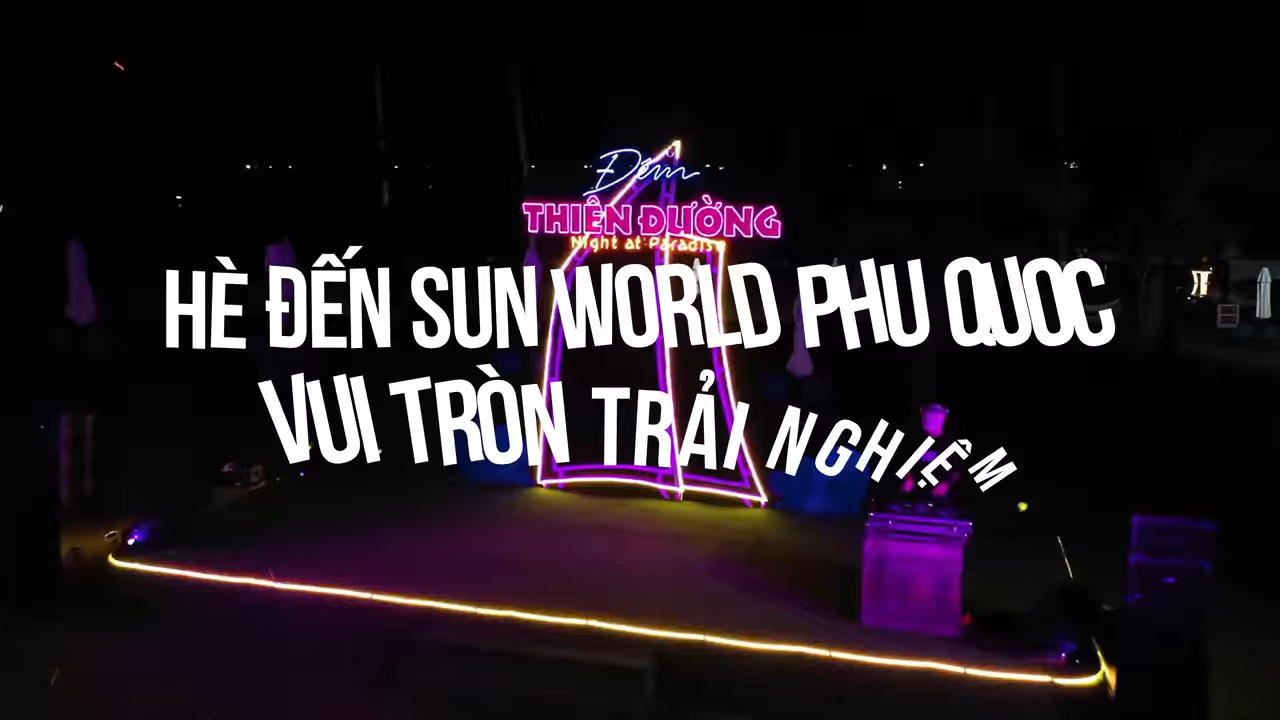 Đêm
THIÊN ĐƯỜNG
Night at Paradise
HÈ ĐẾN SUN WORLD PHU QUOC
VUI TRÒN TRẢI NGHIỆM